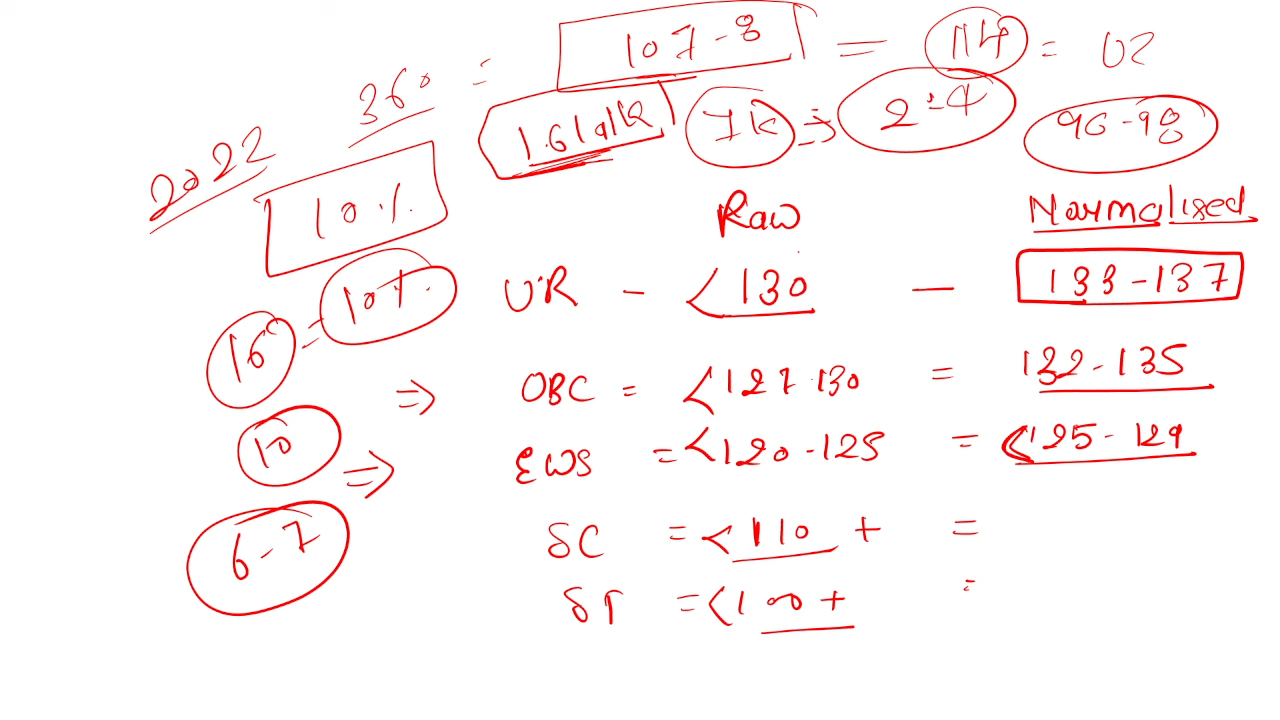 360 = 107-8 = 114 = 02
2022 1.6 lalk 7k => 2-4 96-98
10%. Raw Normalised
16 = 10%. UR - <130 - 133-137
=> OBC = <127-130 = 132-135
10 => EWS = <120-125 = <125-129
6-7 SC = <110+ =
ST = <100+ =